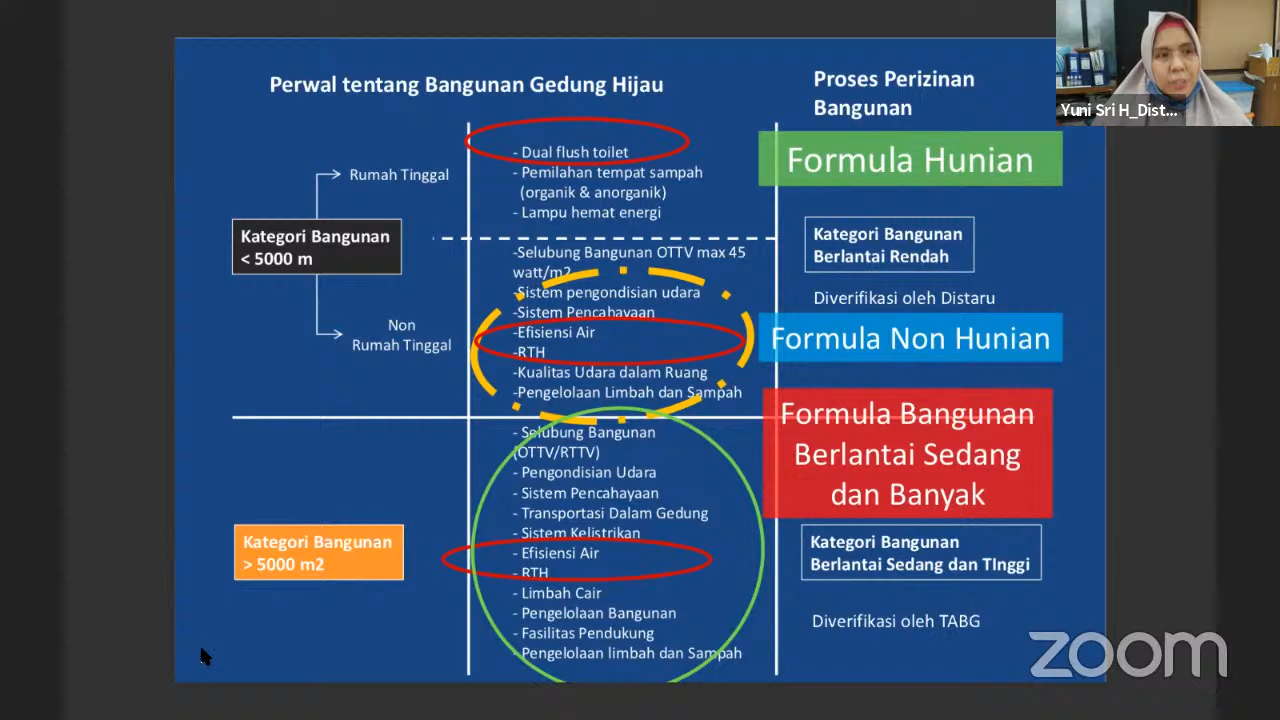 Perwal tentang Bangunan Gedung Hijau
Proses Perizinan
Bangunan
Yuni Sri H_Dist...
Rumah Tinggal
Kategori Bangunan
< 5000 m
Non
Rumah Tinggal
- Dual flush toilet
- Pemilahan tempat sampah
(organik & anorganik)
- Lampu hemat energi
-Selubung Bangunan OTTV max 45
watt/m2
-Sistem pengondisian udara
-Sistem Pencahayaan
-Efisiensi Air
-RTH
-Kualitas Udara dalam Ruang
-Pengelolaan Limbah dan Sampah
Formula Hunian
Kategori Bangunan
Berlantai Rendah
Diverifikasi oleh Distaru
Formula Non Hunian
Kategori Bangunan
> 5000 m2
- Selubung Bangunan
(OTTV/RTTV)
- Pengondisian Udara
- Sistem Pencahayaan
- Transportasi Dalam Gedung
- Sistem Kelistrikan
- Efisiensi Air
- RTH
- Limbah Cair
- Pengelolaan Bangunan
- Fasilitas Pendukung
- Pengelolaan limbah dan Sampah
Formula Bangunan
Berlantai Sedang
dan Banyak
Kategori Bangunan
Berlantai Sedang dan TInggi
Diverifikasi oleh TABG
zoom